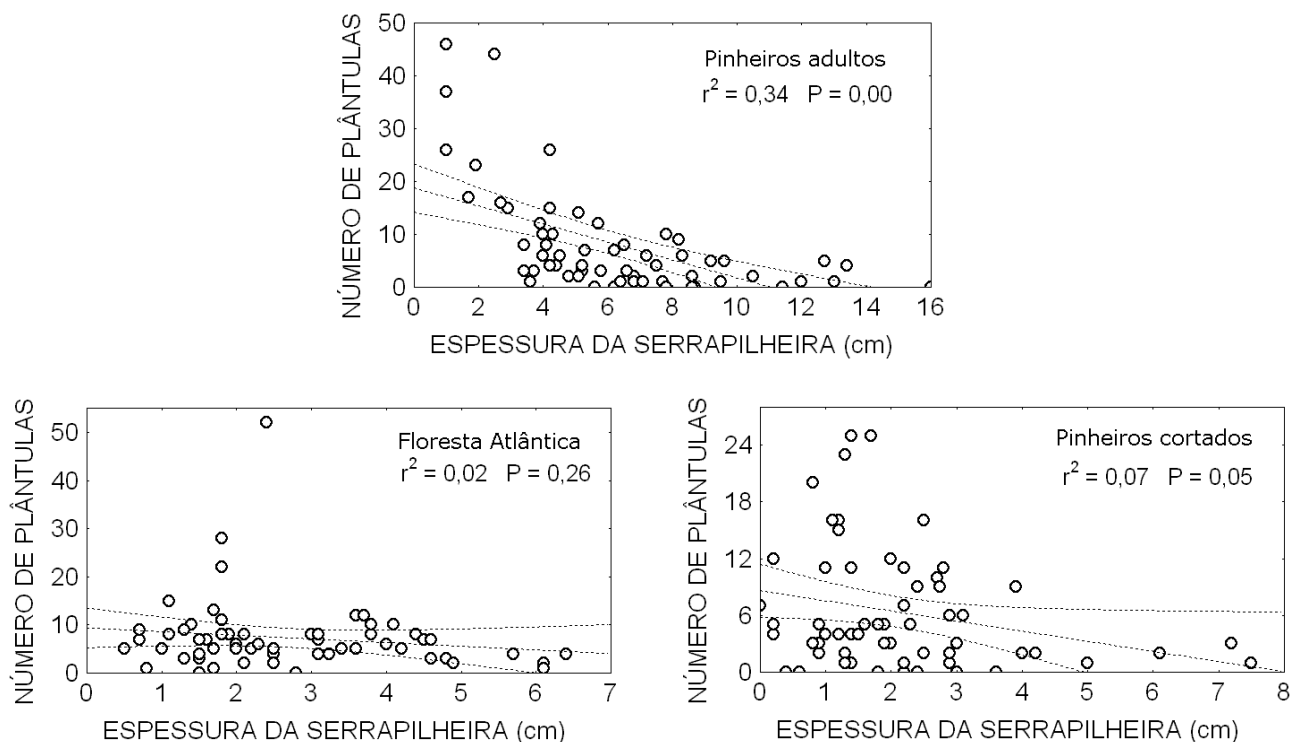 Pinheiros adultos
r² = 0,34 P = 0,00
NÚMERO DE PLÂNTULAS
50
40
30
20
10
0
0 2 4 6 8 10 12 14 16
ESPESSURA DA SERRAPILHEIRA (cm)
Floresta Atlântica
r² = 0,02 P = 0,26
NÚMERO DE PLÂNTULAS
50
40
30
20
10
0
0 1 2 3 4 5 6 7
ESPESSURA DA SERRAPILHEIRA (cm)
Pinheiros cortados
r² = 0,07 P = 0,05
NÚMERO DE PLÂNTULAS
24
18
12
6
0
0 1 2 3 4 5 6 7 8
ESPESSURA DA SERRAPILHEIRA (cm)